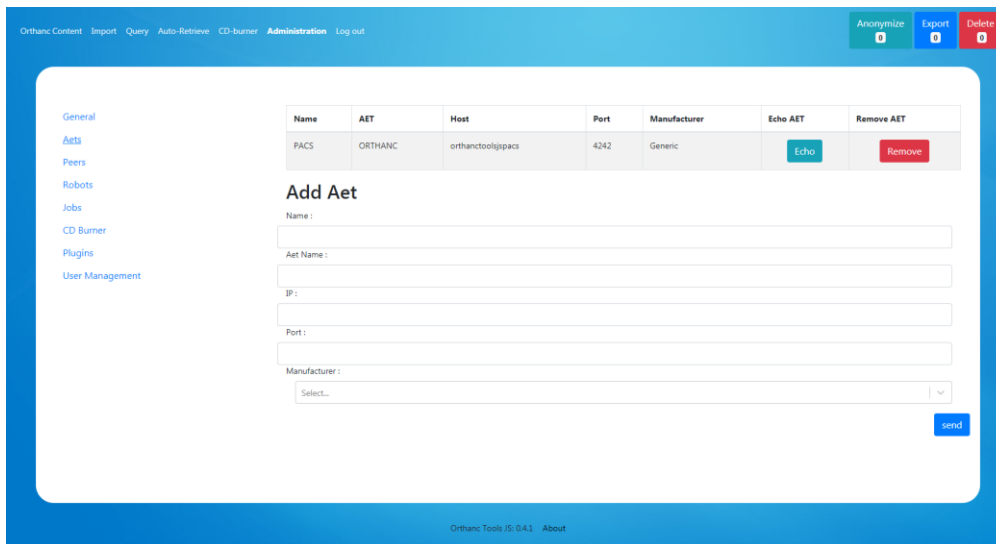 Orthanc Content Import Query Auto-Retrieve CD-burner Administration Log out
Anonymize Export Delete
0 0 0
General
Aets
Peers
Robots
Jobs
CD Burner
Plugins
User Management
Name AET Host Port Manufacturer Echo AET Remove AET
PACS ORTHANC orthanctoolsjspacs 4242 Generic Echo Remove
Add Aet
Name :
Aet Name :
IP :
Port :
Manufacturer :
Select...
send
Orthanc Tools JS: 0.4.1 About